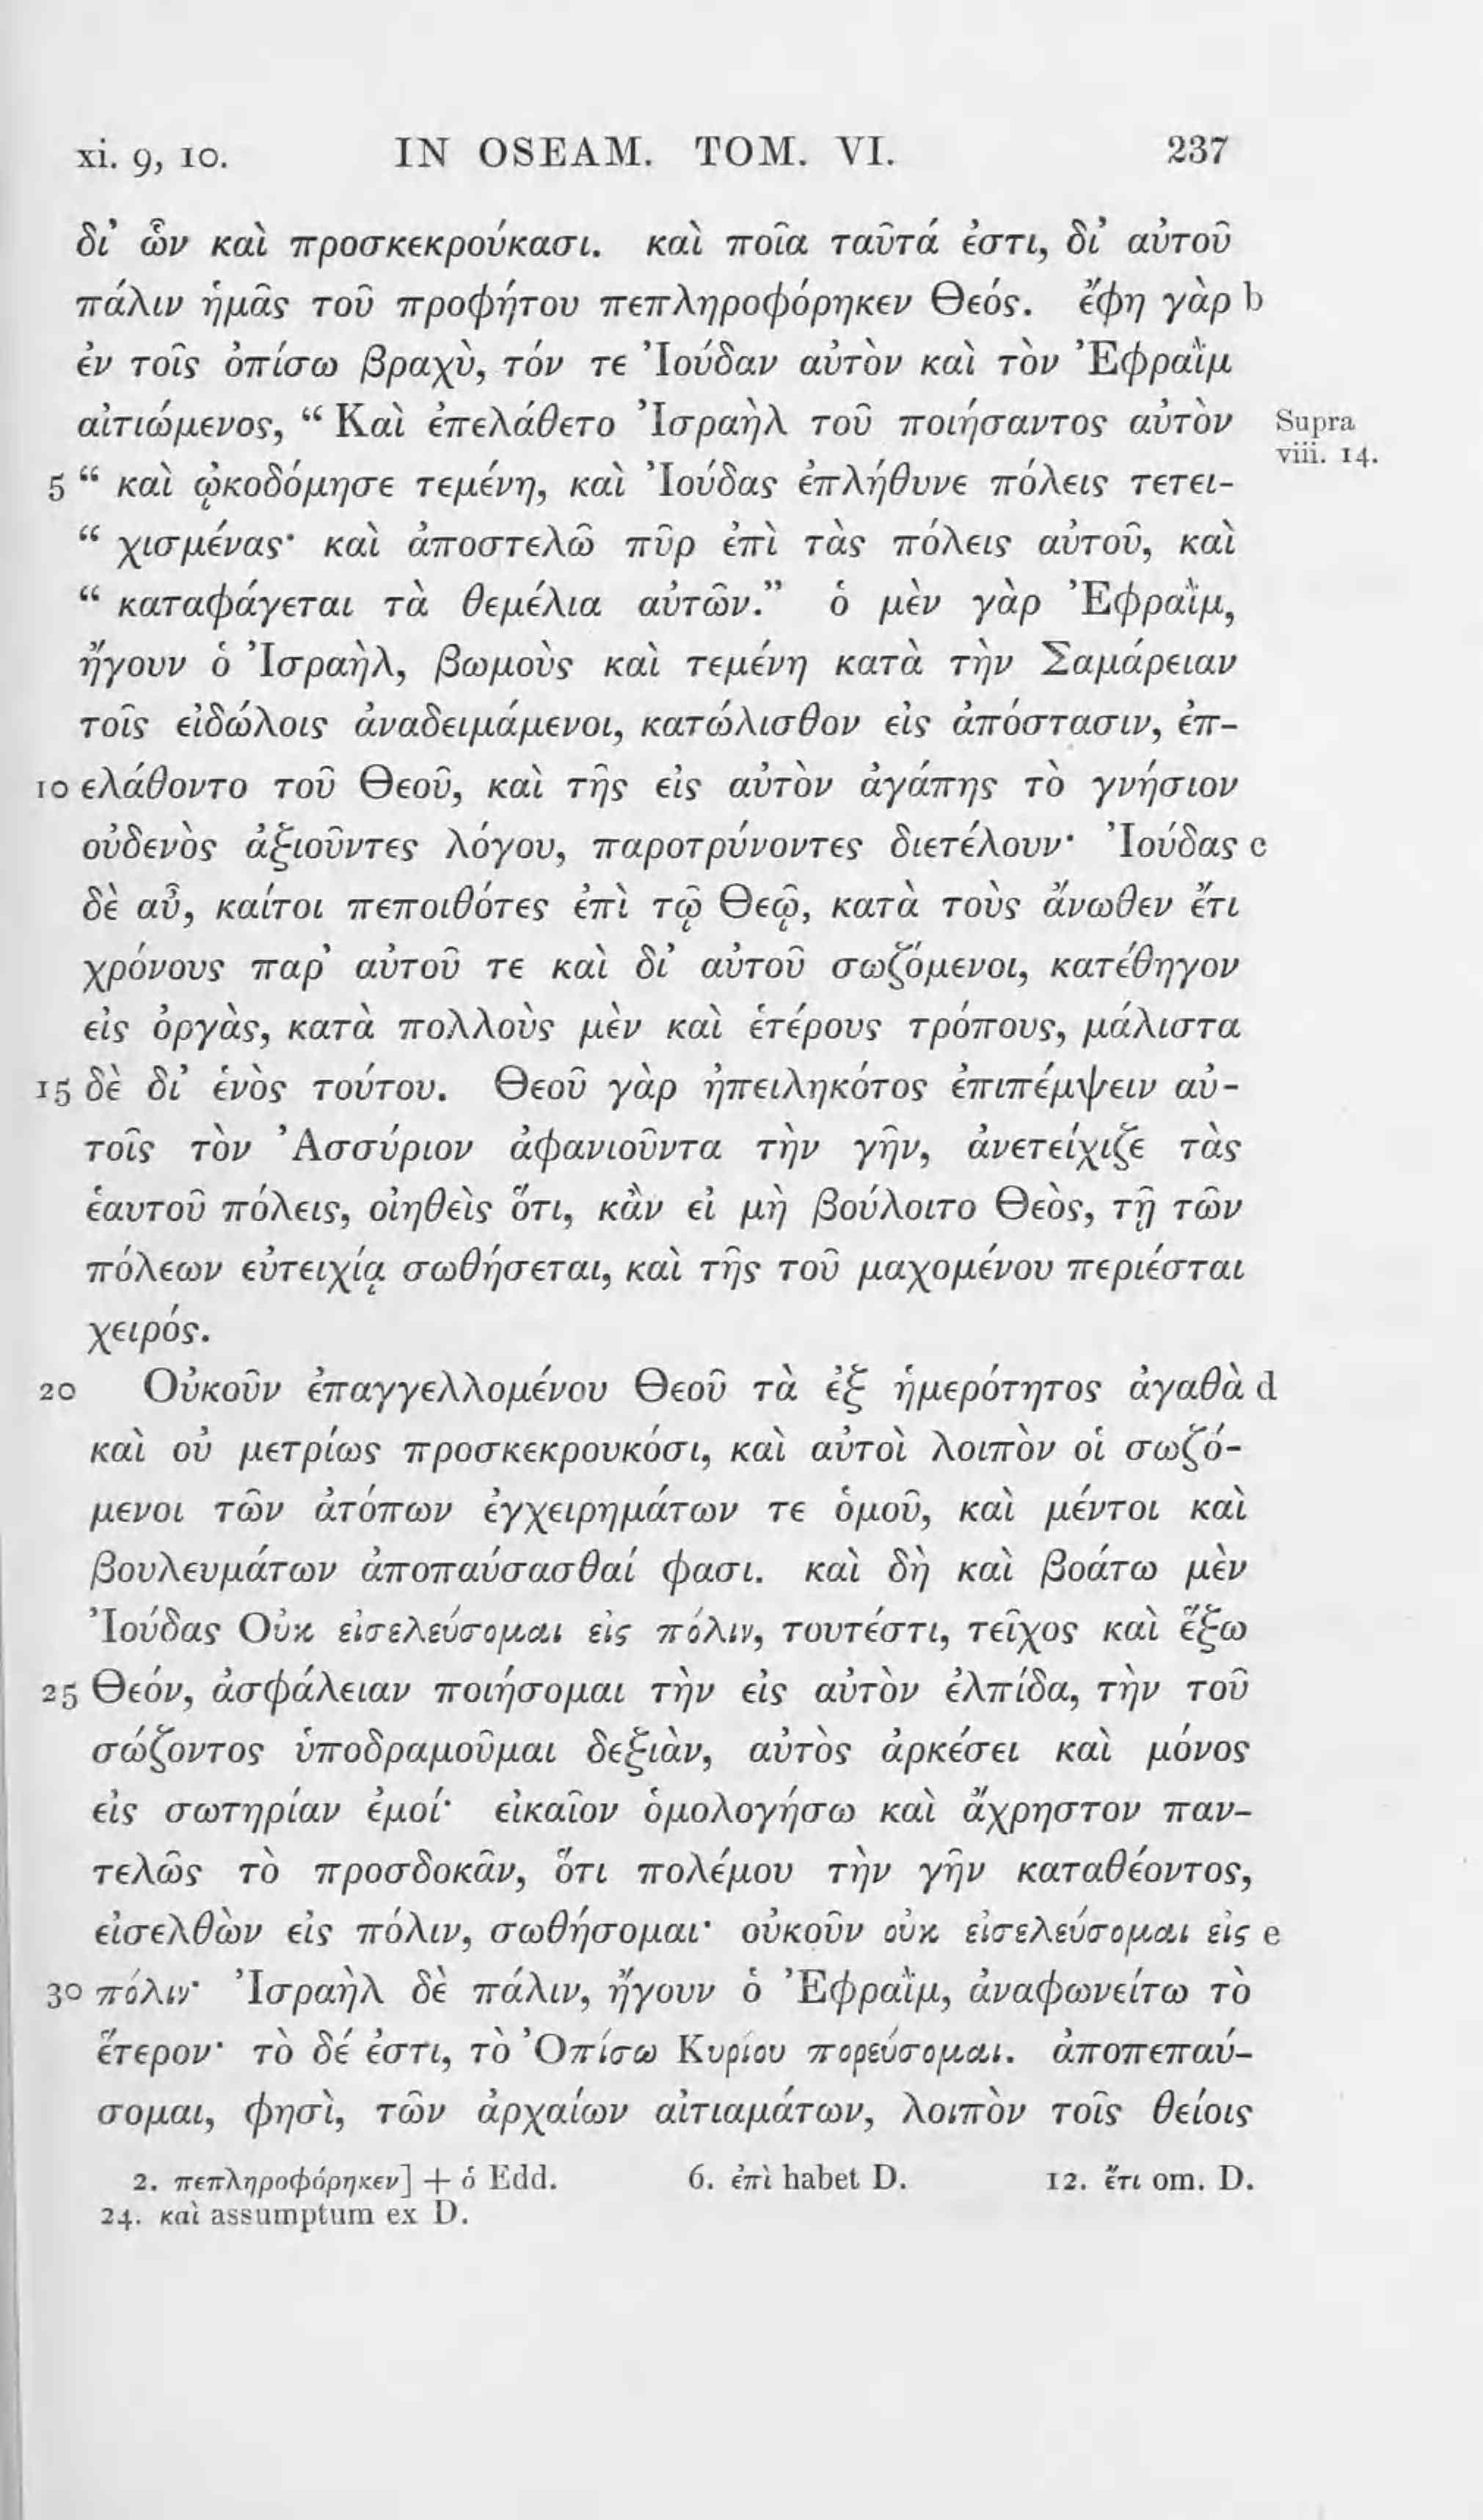 xi. 9, 10. IN OSEAM. TOM. VI. 237
δι’ ὧν καὶ προσκεκρούκασι. καὶ ποῖα ταῦτά ἐστι, δι’ αὐτοῦ
πάλιν ἡμᾶς τοῦ προφήτου πεπληροφόρηκεν Θεός. ἔφη γὰρ b
ἐν τοῖς ὀπίσω βραχὺ, τόν τε Ἰούδαν αὐτὸν καὶ τὸν Ἐφραῒμ
αἰτιώμενος, “ Καὶ ἐπελάθετο Ἰσραὴλ τοῦ ποιήσαντος αὐτὸν Supra
viii. 14.
5 “ καὶ ᾠκοδόμησε τεμένη, καὶ Ἰούδας ἐπλήθυνε πόλεις τετει-
“ χισμένας· καὶ ἀποστελῶ πῦρ ἐπὶ τὰς πόλεις αὐτοῦ, καὶ
“ καταφάγεται τὰ θεμέλια αὐτῶν.” ὁ μὲν γὰρ Ἐφραῒμ,
ἤγουν ὁ Ἰσραὴλ, βωμοὺς καὶ τεμένη κατὰ τὴν Σαμάρειαν
τοῖς εἰδώλοις ἀναδειμάμενοι, κατώλισθον εἰς ἀπόστασιν, ἐπ-
10 ελάθοντο τοῦ Θεοῦ, καὶ τῆς εἰς αὐτὸν ἀγάπης τὸ γνήσιον
οὐδενὸς ἀξιοῦντες λόγου, παροτρύνοντες διετέλουν· Ἰούδας c
δὲ αὖ, καίτοι πεποιθότες ἐπὶ τῷ Θεῷ, κατὰ τοὺς ἄνωθεν ἔτι
χρόνους παρ’ αὐτοῦ τε καὶ δι’ αὐτοῦ σωζόμενοι, κατέθηγον
εἰς ὀργὰς, κατὰ πολλοὺς μὲν καὶ ἑτέρους τρόπους, μάλιστα
15 δὲ δι’ ἑνὸς τούτου. Θεοῦ γὰρ ἠπειληκότος ἐπιπέμψειν αὐ-
τοῖς τὸν Ἀσσύριον ἀφανιοῦντα τὴν γῆν, ἀνετείχιζε τὰς
ἑαυτοῦ πόλεις, οἰηθεὶς ὅτι, κἂν εἰ μὴ βούλοιτο Θεὸς, τῇ τῶν
πόλεων εὐτειχίᾳ σωθήσεται, καὶ τῆς τοῦ μαχομένου περιέσται
χειρός.
20 Οὐκοῦν ἐπαγγελλομένου Θεοῦ τὰ ἐξ ἡμερότητος ἀγαθὰ d
καὶ οὐ μετρίως προσκεκρουκόσι, καὶ αὐτοὶ λοιπὸν οἱ σωζό-
μενοι τῶν ἀτόπων ἐγχειρημάτων τε ὁμοῦ, καὶ μέντοι καὶ
βουλευμάτων ἀποπαύσασθαί φασι. καὶ δὴ καὶ βοάτω μὲν
Ἰούδας Οὐκ εἰσελεύσομαι εἰς πόλιν, τουτέστι, τεῖχος καὶ ἕξω
25 Θεόν, ἀσφάλειαν ποιήσομαι τὴν εἰς αὐτὸν ἐλπίδα, τὴν τοῦ
σώζοντος ὑποδραμοῦμαι δεξιὰν, αὐτὸς ἀρκέσει καὶ μόνος
εἰς σωτηρίαν ἐμοί· εἰκαῖον ὁμολογήσω καὶ ἄχρηστον παν-
τελῶς τὸ προσδοκᾶν, ὅτι πολέμου τὴν γῆν καταθέοντος,
εἰσελθὼν εἰς πόλιν, σωθήσομαι· οὐκοῦν οὐκ εἰσελεύσομαι εἰς e
30 πόλιν· Ἰσραὴλ δὲ πάλιν, ἤγουν ὁ Ἐφραῒμ, ἀναφωνείτω τὸ
ἕτερον· τὸ δέ ἐστι, τὸ Ὀπίσω Κυρίου πορεύσομαι. ἀποπεπαύ-
σομαι, φησὶ, τῶν ἀρχαίων αἰτιαμάτων, λοιπὸν τοῖς θείοις
2. πεπληροφόρηκεν] + ὁ Edd. 6. ἐπὶ habet D. 12. ἔτι om. D.
24. καὶ assumptum ex D.